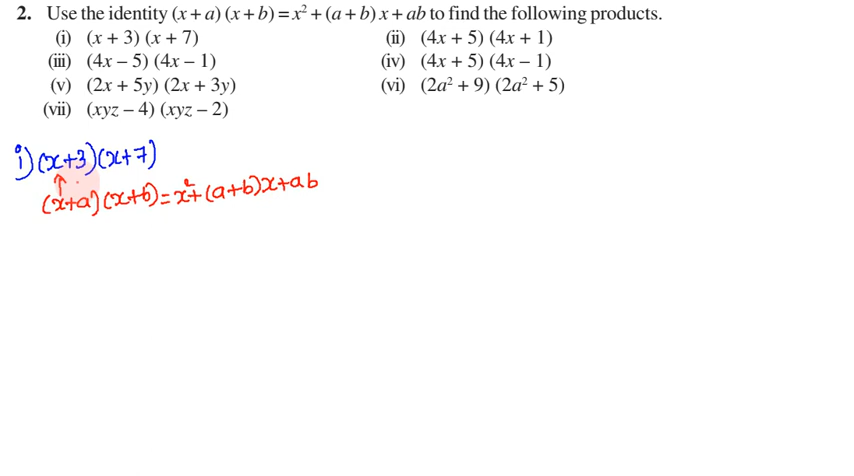 2. Use the identity (x + a) (x + b) = x² + (a + b) x + ab to find the following products.
(i) (x + 3) (x + 7) (ii) (4x + 5) (4x + 1)
(iii) (4x – 5) (4x – 1) (iv) (4x + 5) (4x – 1)
(v) (2x + 5y) (2x + 3y) (vi) (2a² + 9) (2a² + 5)
(vii) (xyz – 4) (xyz – 2)
i) (x+3)(x+7)
(x+a)(x+b) = x²+(a+b)x+ab